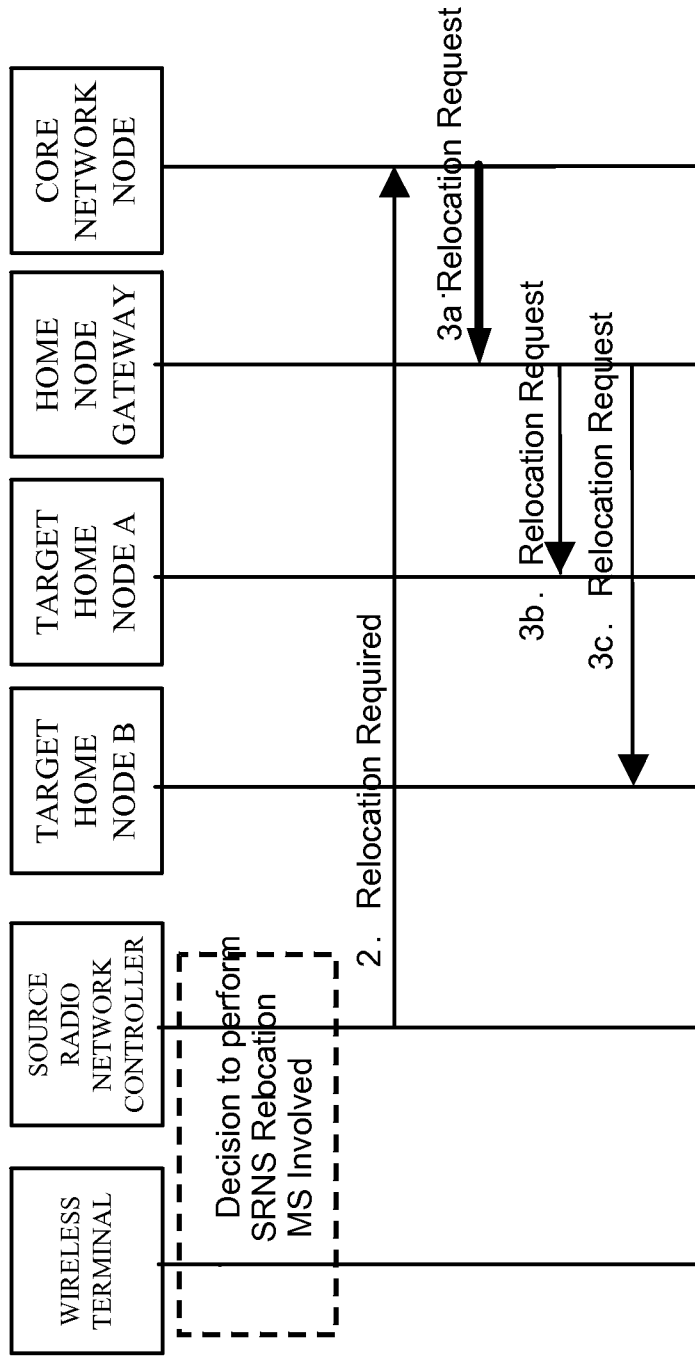 WIRELESS
TERMINAL
SOURCE
RADIO
NETWORK
CONTROLLER
TARGET
HOME
NODE B
TARGET
HOME
NODE A
HOME
NODE
GATEWAY
CORE
NETWORK
NODE
Decision to perform
SRNS Relocation
MS Involved
2. Relocation Required
3a Relocation Request
3b. Relocation Request
3c. Relocation Request